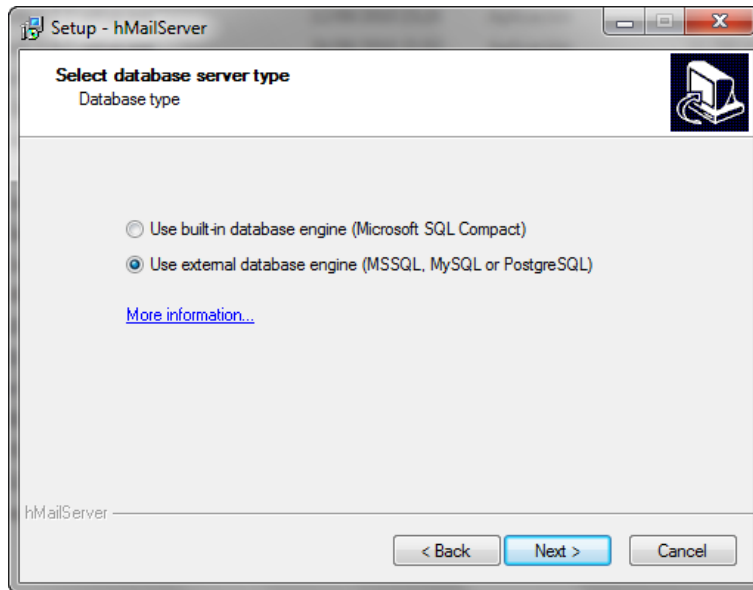 Setup - hMailServer
Select database server type
Database type
Use built-in database engine (Microsoft SQL Compact)
Use external database engine (MSSQL, MySQL or PostgreSQL)
More information...
hMailServer
< Back
Next >
Cancel